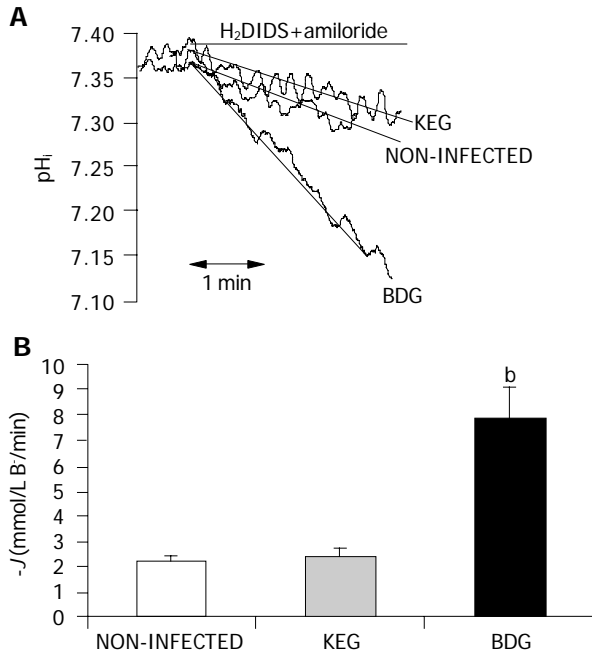 A
H₂DIDS+amiloride
7.40
7.35
7.30
7.25
7.20
7.15
7.10
pHᵢ
KEG
NON-INFECTED
BDG
1 min
B
10
9
8
7
6
5
4
3
2
1
0
-J (mmol/L B⁻/min)
b
NON-INFECTED
KEG
BDG